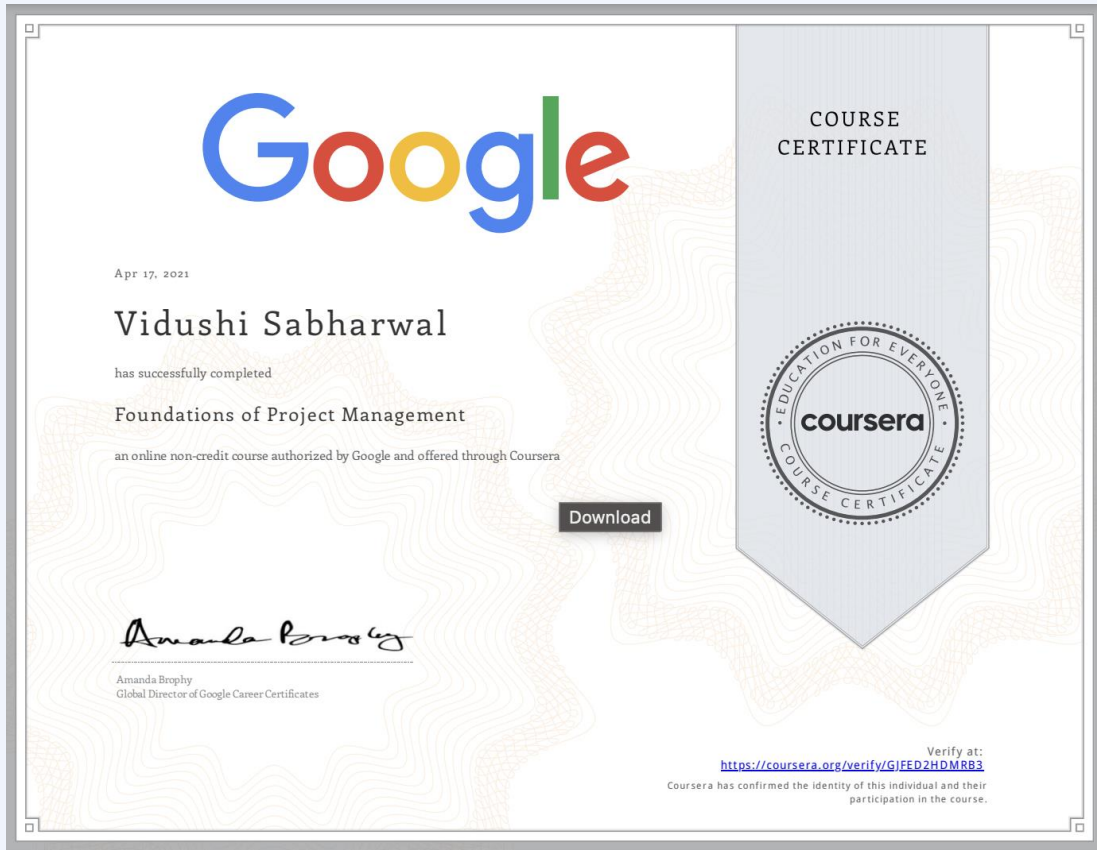 Google
COURSE
CERTIFICATE
Apr 17, 2021
Vidushi Sabharwal
has successfully completed
Foundations of Project Management
an online non-credit course authorized by Google and offered through Coursera
Download
EDUCATION FOR EVERYONE
coursera
COURSE CERTIFICATE
Amanda Brophy
Amanda Brophy
Global Director of Google Career Certificates
Verify at:
https://coursera.org/verify/GJFED2HDMRB3
Coursera has confirmed the identity of this individual and their
participation in the course.